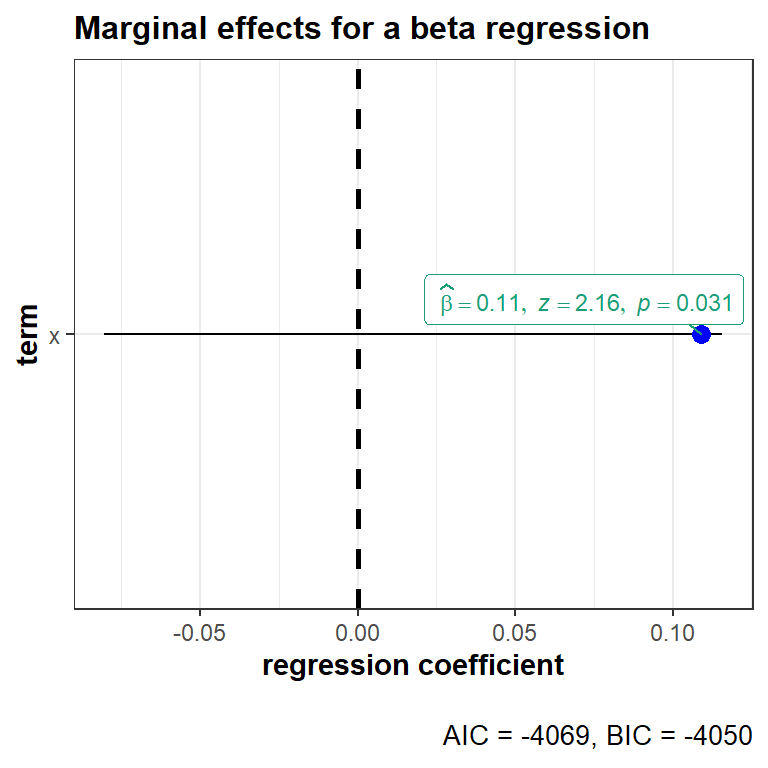 Marginal effects for a beta regression
β̂ = 0.11, z = 2.16, p = 0.031
term
x
-0.05 0.00 0.05 0.10
regression coefficient
AIC = -4069, BIC = -4050